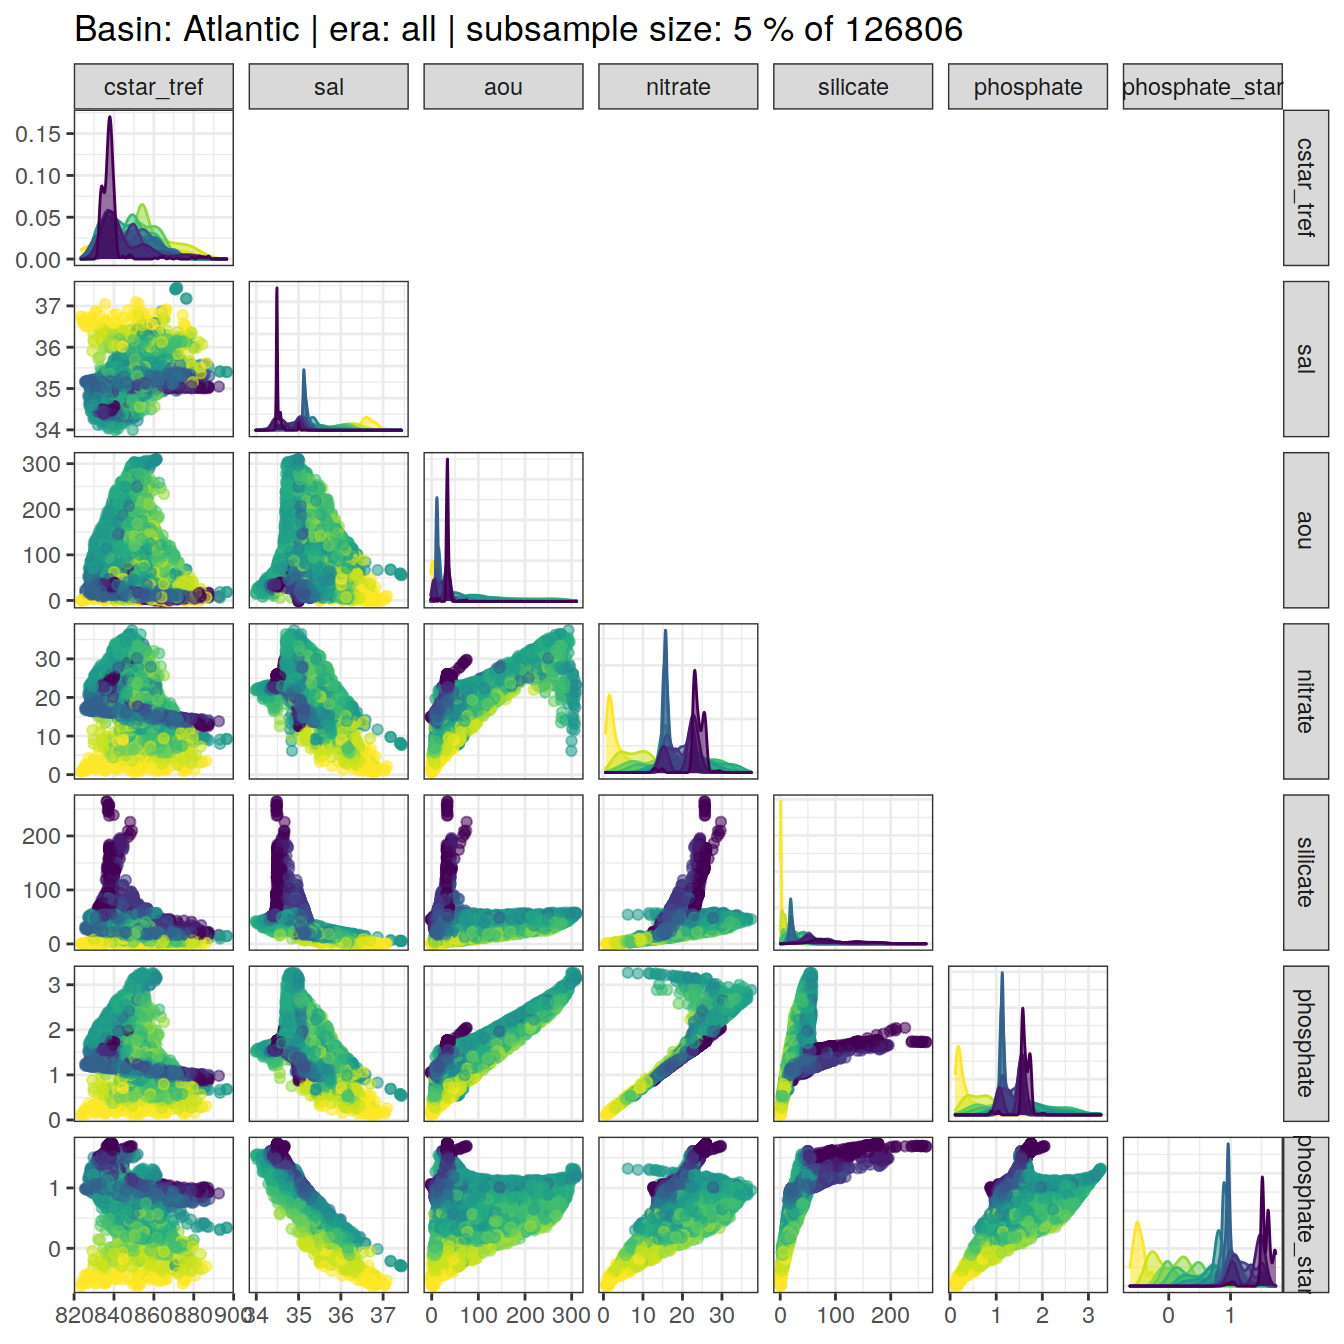 Basin: Atlantic | era: all | subsample size: 5 % of 126806
cstar_tref sal aou nitrate silicate phosphate phosphate_star
0.15
0.10
0.05
0.00
cstar_tref
37
36
35
34
sal
300
200
100
0
aou
30
20
10
0
nitrate
200
100
0
silicate
3
2
1
0
phosphate
1
0
phosphate_star
820 840 860 880 900 34 35 36 37 0 100 200 300 0 10 20 30 0 100 200 0 1 2 3 0 1